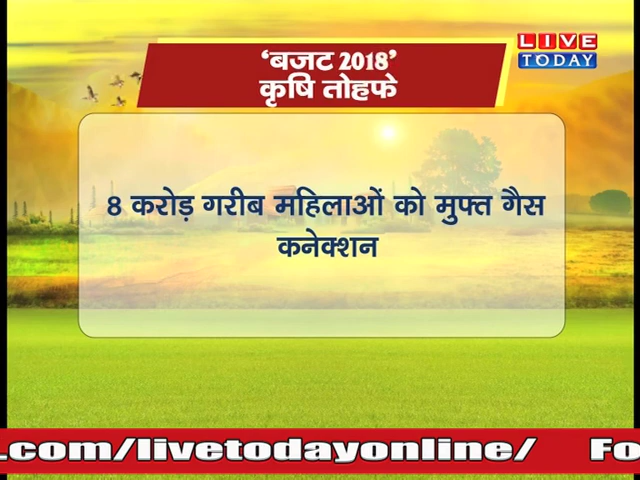 ‘बजट 2018’
कृषि तोहफे
LIVE
TODAY
8 करोड़ गरीब महिलाओं को मुफ्त गैस
कनेक्शन
.com/livetodayonline/ Fo